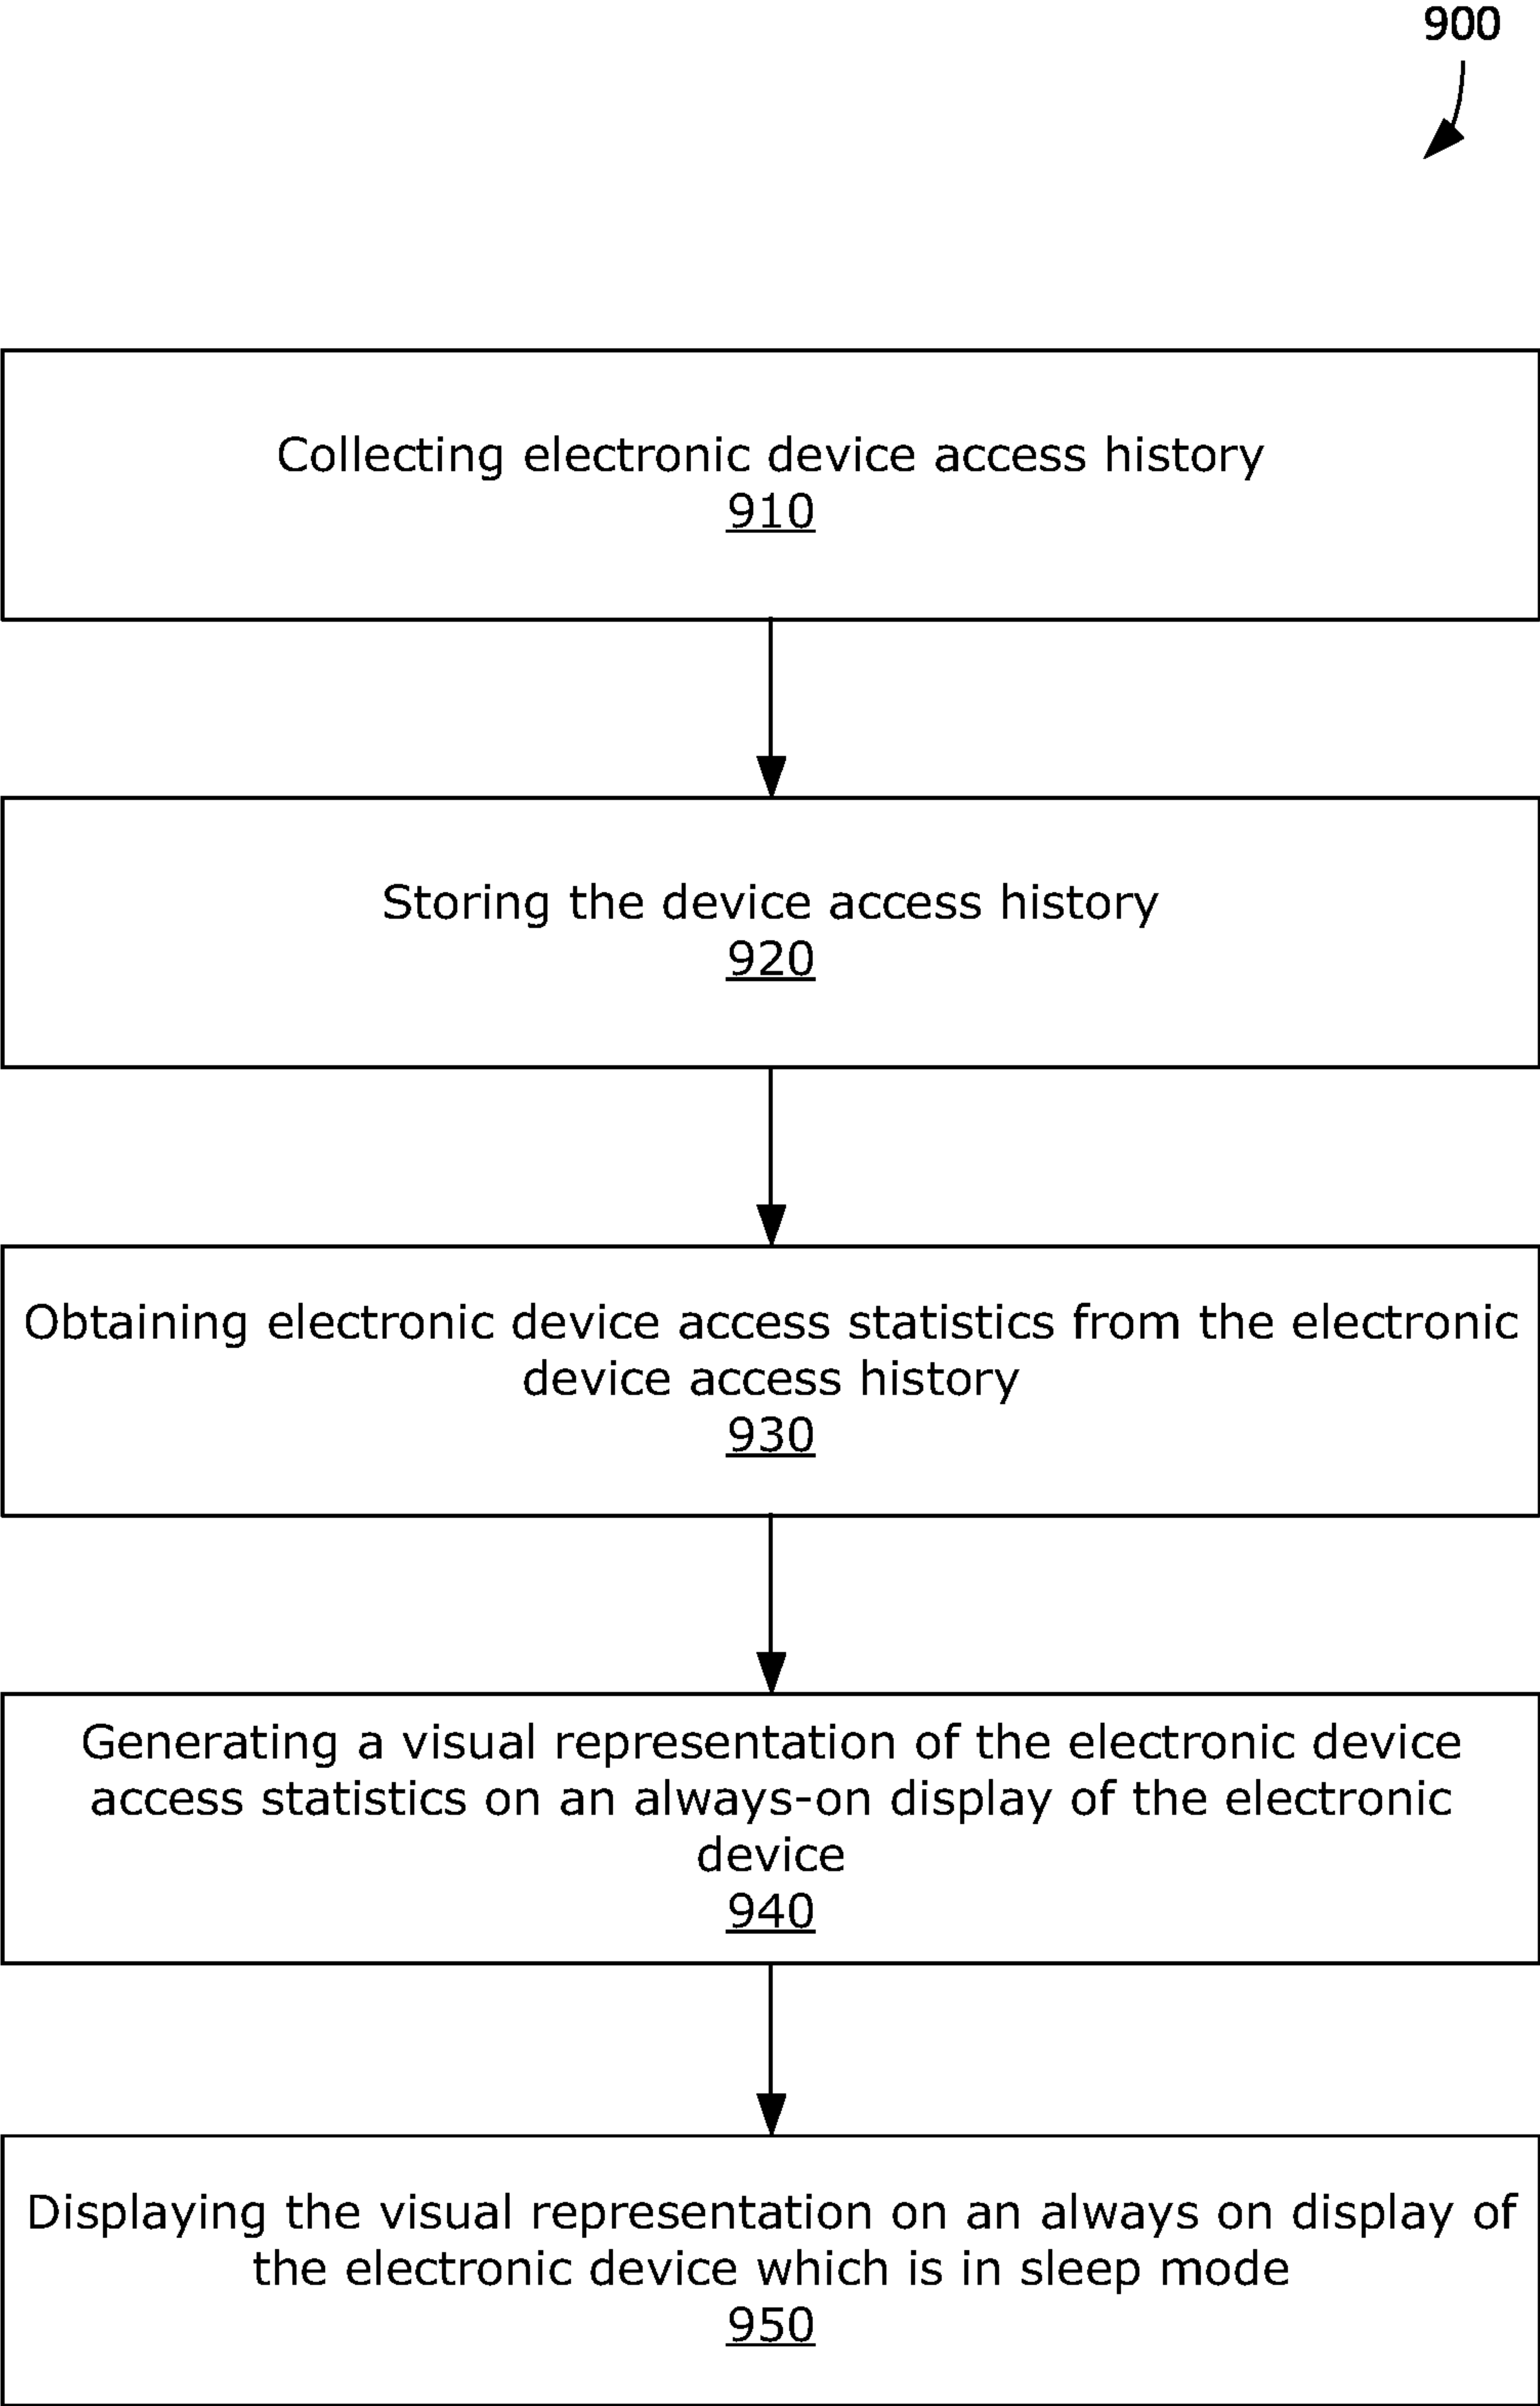 900
Collecting electronic device access history
910
Storing the device access history
920
Obtaining electronic device access statistics from the electronic
device access history
930
Generating a visual representation of the electronic device
access statistics on an always-on display of the electronic
device
940
Displaying the visual representation on an always on display of
the electronic device which is in sleep mode
950